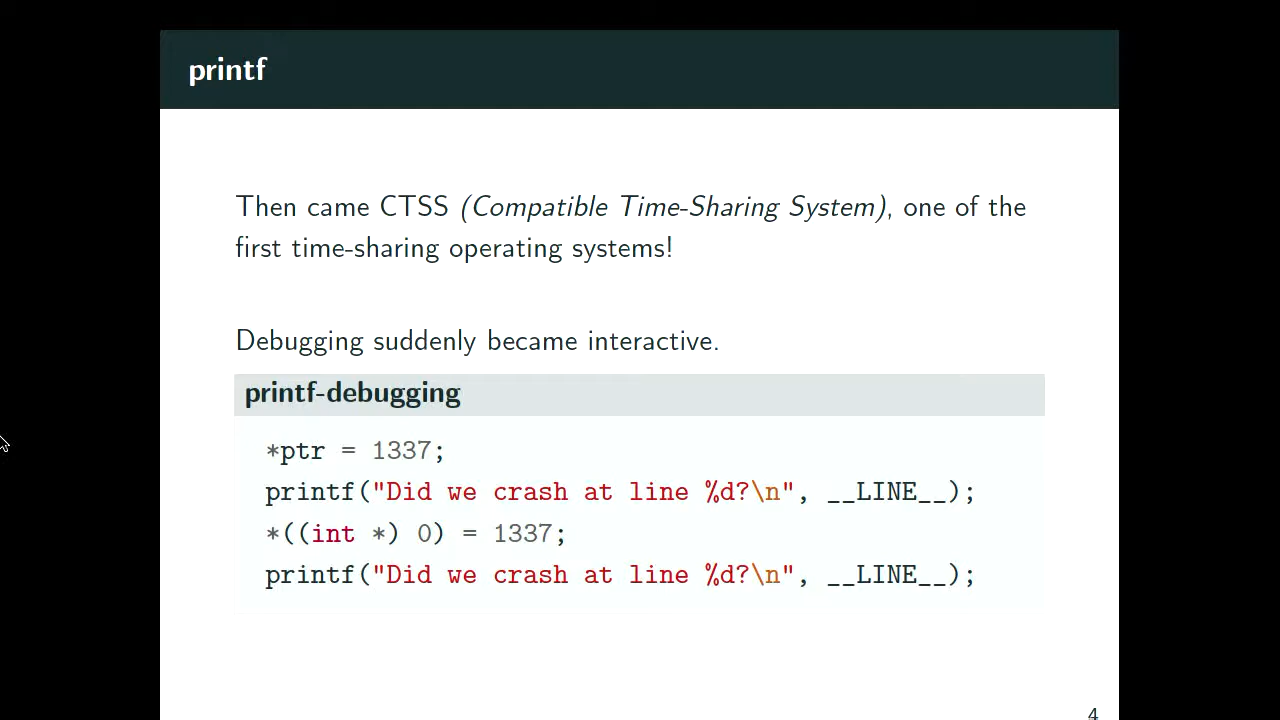 printf
Then came CTSS (Compatible Time-Sharing System), one of the
first time-sharing operating systems!
Debugging suddenly became interactive.
printf-debugging
*ptr = 1337;
printf("Did we crash at line %d?\n", __LINE__);
*((int *) 0) = 1337;
printf("Did we crash at line %d?\n", __LINE__);
4